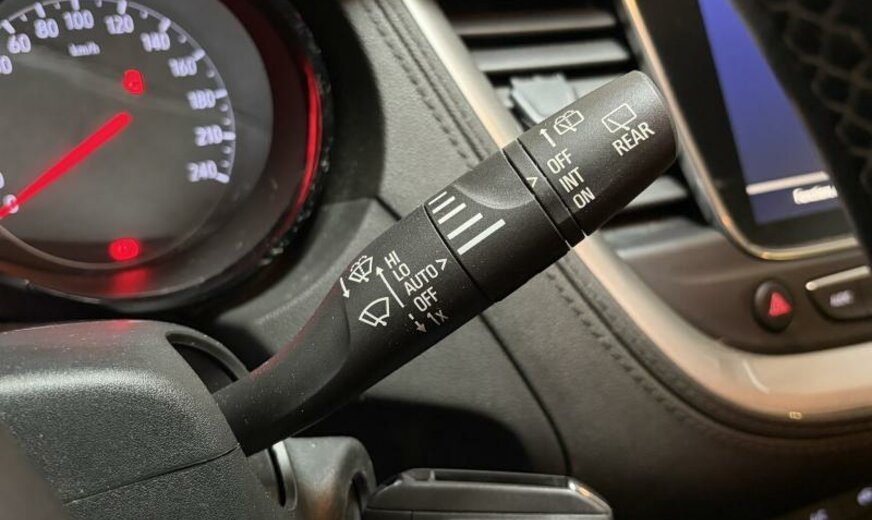 60
80
100
120
140
160
180
210
240
km/h
HI
LO
AUTO >
OFF
1x
>
OFF
INT
ON
REAR